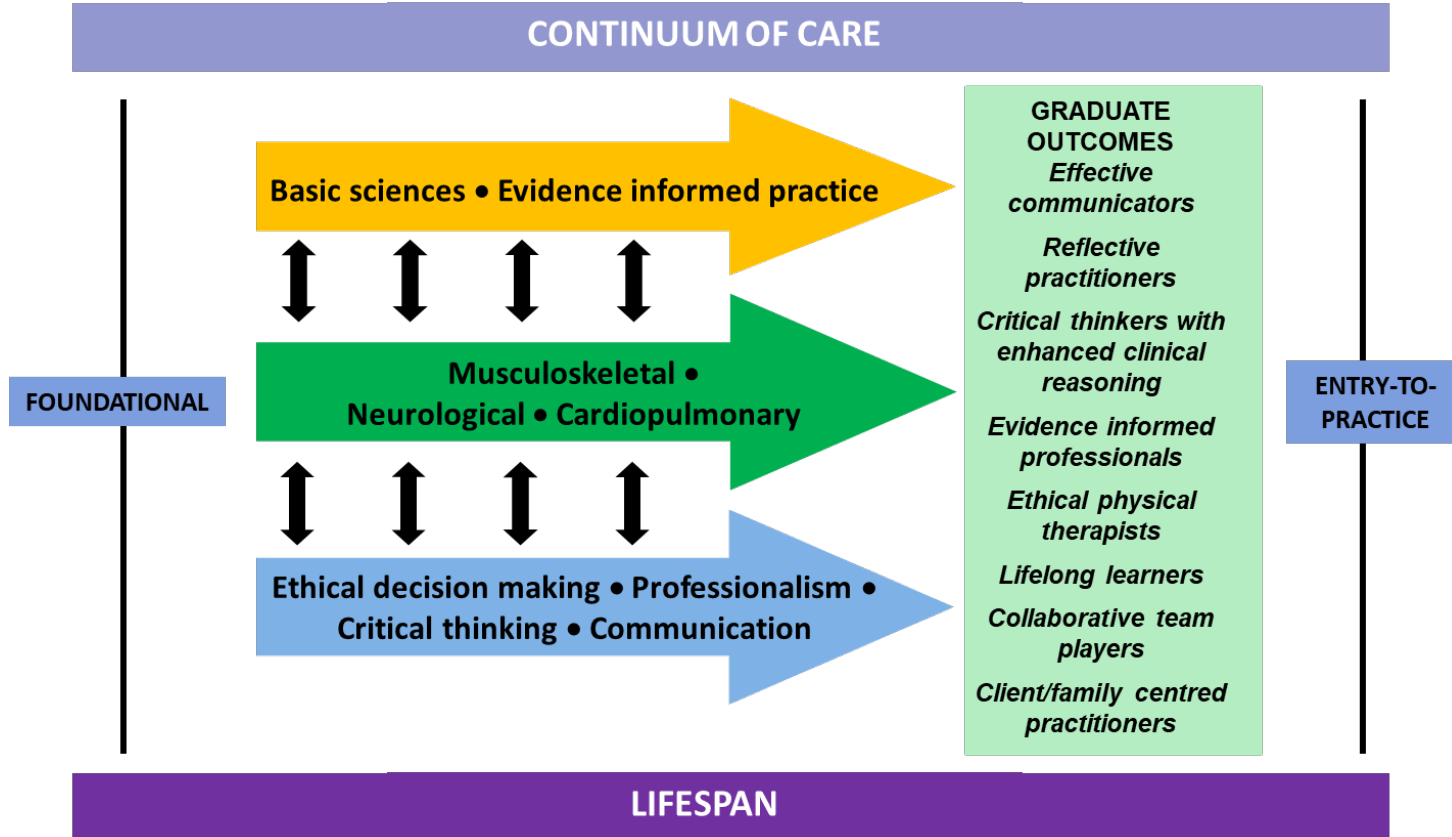 CONTINUUM OF CARE
FOUNDATIONAL
Basic sciences • Evidence informed practice
Musculoskeletal •
Neurological • Cardiopulmonary
Ethical decision making • Professionalism •
Critical thinking • Communication
GRADUATE
OUTCOMES
Effective
communicators
Reflective
practitioners
Critical thinkers with
enhanced clinical
reasoning
Evidence informed
professionals
Ethical physical
therapists
Lifelong learners
Collaborative team
players
Client/family centred
practitioners
ENTRY-TO-
PRACTICE
LIFESPAN